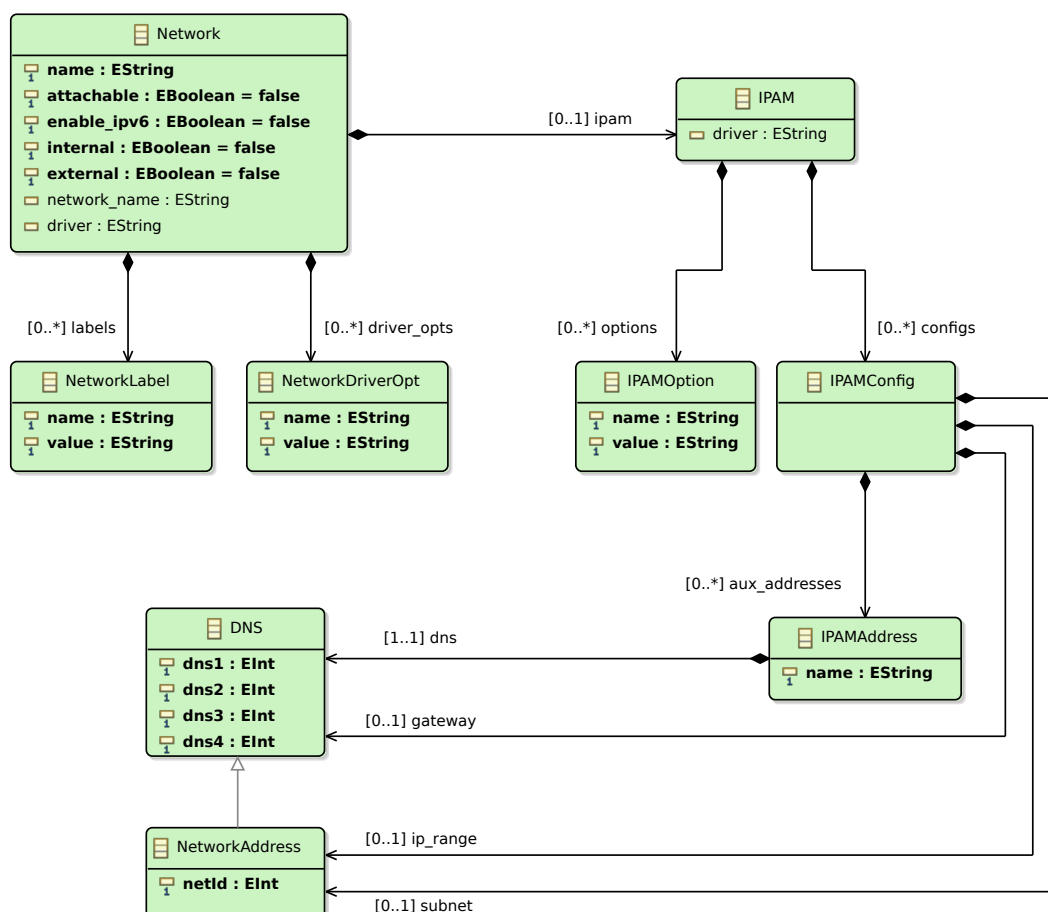 Network
name : EString
attachable : EBoolean = false
enable_ipv6 : EBoolean = false
internal : EBoolean = false
external : EBoolean = false
network_name : EString
driver : EString
[0..1] ipam
IPAM
driver : EString
[0..*] labels
[0..*] driver_opts
[0..*] options
[0..*] configs
NetworkLabel
name : EString
value : EString
NetworkDriverOpt
name : EString
value : EString
IPAMOption
name : EString
value : EString
IPAMConfig
[0..*] aux_addresses
DNS
dns1 : EInt
dns2 : EInt
dns3 : EInt
dns4 : EInt
[1..1] dns
IPAMAddress
name : EString
[0..1] gateway
NetworkAddress
netId : EInt
[0..1] ip_range
[0..1] subnet